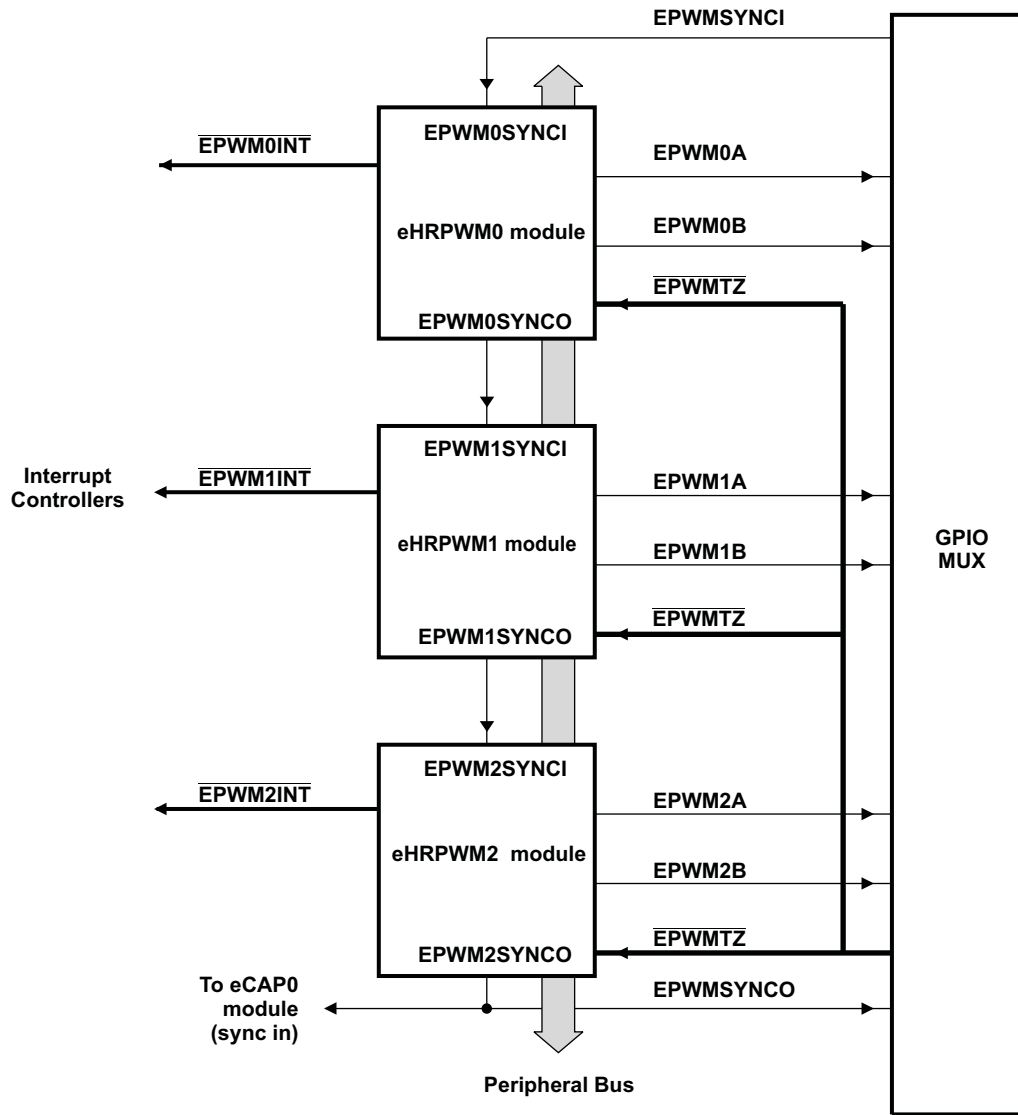 EPWMSYNCI
EPWM0SYNCI
EPWM0INT
EPWM0A
eHRPWM0 module
EPWM0B
EPWMTZ
EPWM0SYNCO
EPWM1SYNCI
Interrupt
Controllers
EPWM1INT
EPWM1A
eHRPWM1 module
EPWM1B
GPIO
MUX
EPWMTZ
EPWM1SYNCO
EPWM2SYNCI
EPWM2INT
EPWM2A
eHRPWM2 module
EPWM2B
EPWMTZ
EPWM2SYNCO
To eCAP0
module
(sync in)
EPWMSYNCO
Peripheral Bus